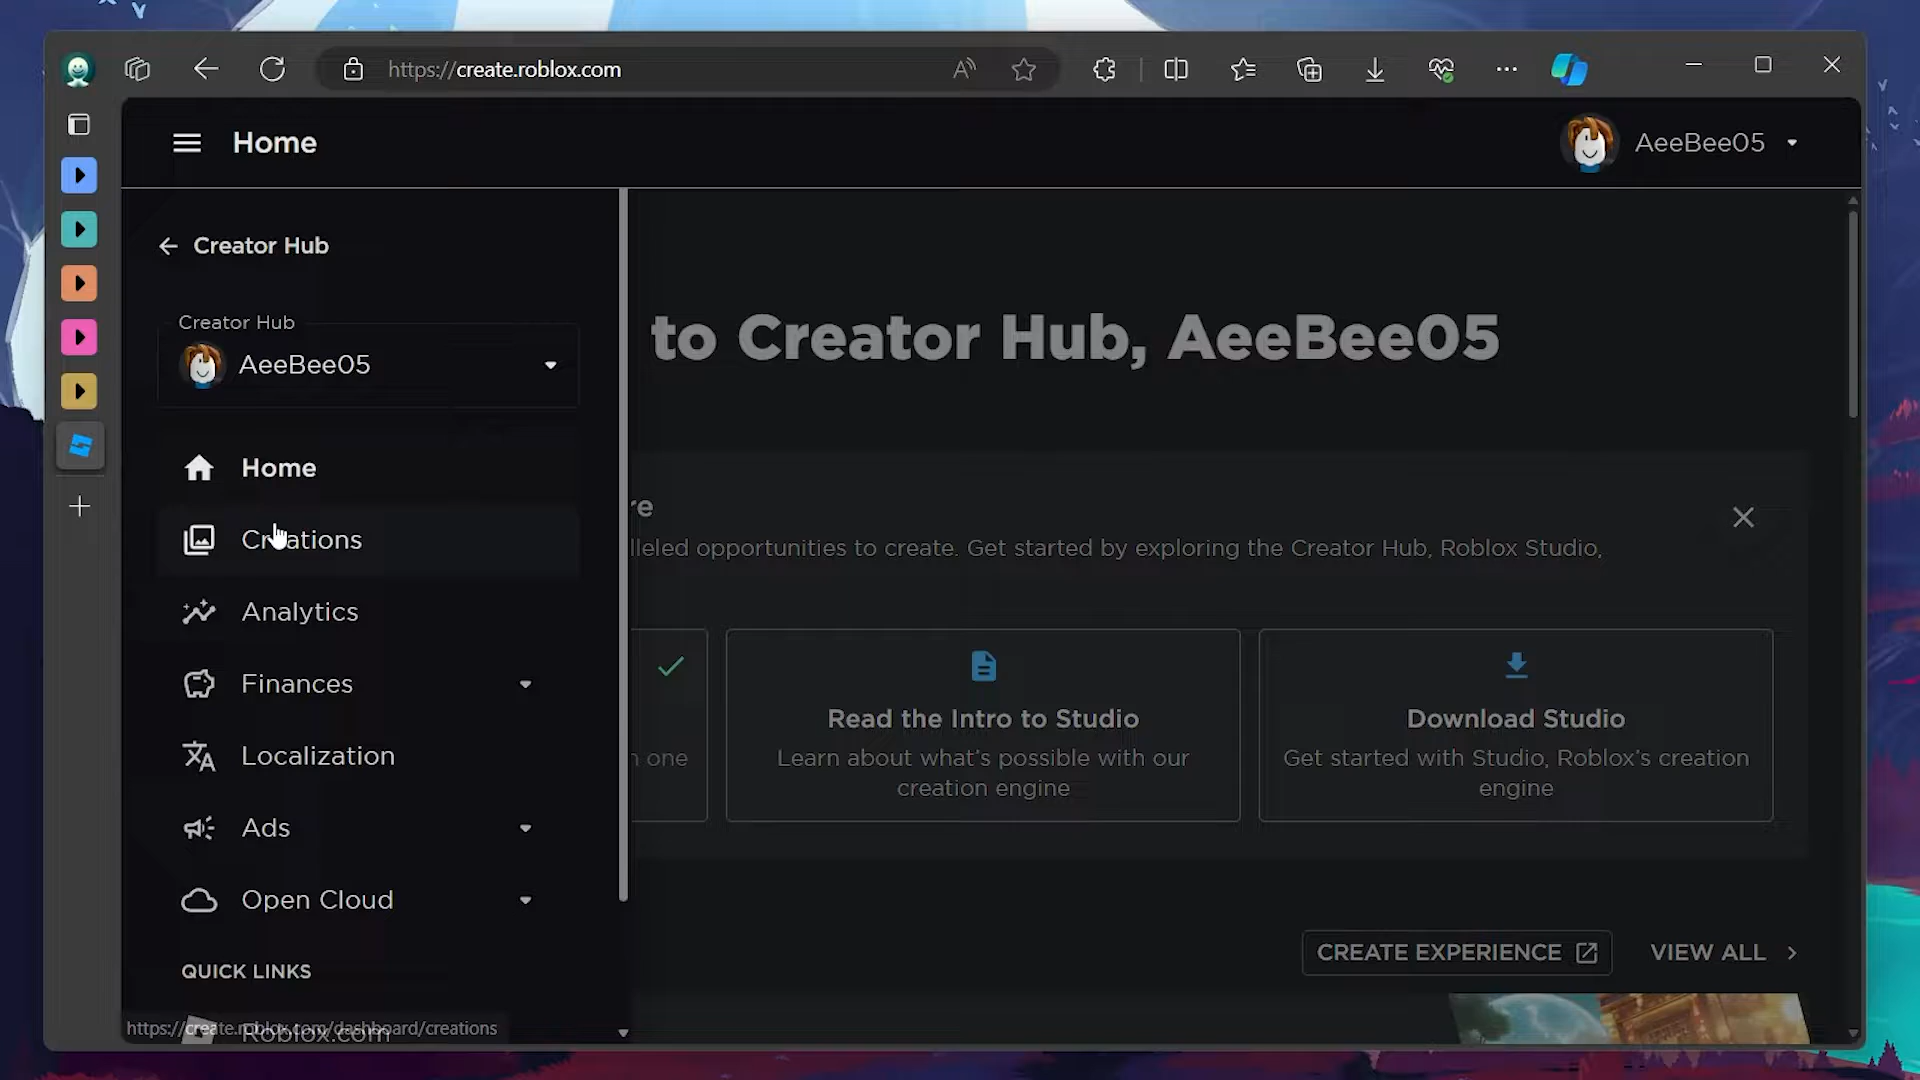 https://create.roblox.com
Home
AeeBee05
Creator Hub
Creator Hub
AeeBee05
Home
Creations
Analytics
Finances
Localization
Ads
Open Cloud
QUICK LINKS
Roblox.com
https://create.roblox.com/dashboard/creations
to Creator Hub, AeeBee05
re
lleled opportunities to create. Get started by exploring the Creator Hub, Roblox Studio,
one
Read the Intro to Studio
Learn about what's possible with our
creation engine
Download Studio
Get started with Studio, Roblox's creation
engine
CREATE EXPERIENCE
VIEW ALL